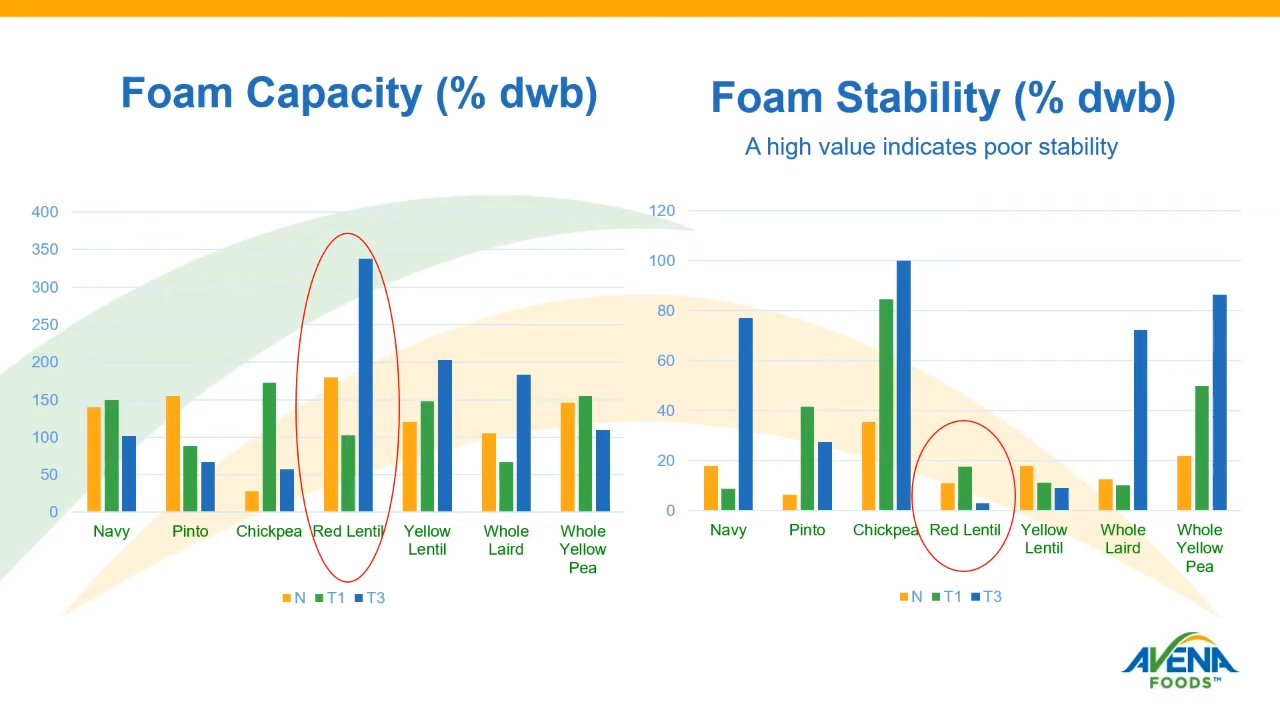 Foam Capacity (% dwb)
400
350
300
250
200
150
100
50
0
Navy
Pinto
Chickpea
Red Lentil
Yellow
Lentil
Whole
Laird
Whole
Yellow
Pea
N
T1
T3
Foam Stability (% dwb)
A high value indicates poor stability
120
100
80
60
40
20
0
Navy
Pinto
Chickpea
Red Lentil
Yellow
Lentil
Whole
Laird
Whole
Yellow
Pea
N
T1
T3
AVENA
FOODS™